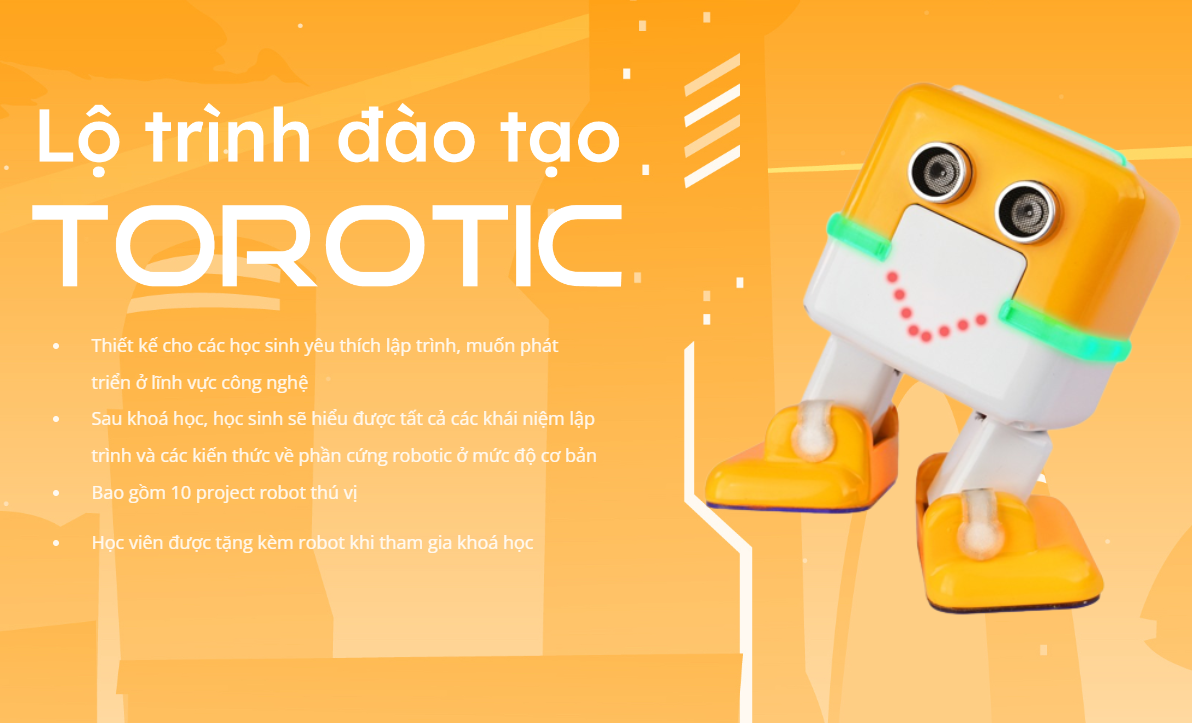 Lộ trình đào tạo
TOROTIC
• Thiết kế cho các học sinh yêu thích lập trình, muốn phát
triển ở lĩnh vực công nghệ
• Sau khoá học, học sinh sẽ hiểu được tất cả các khái niệm lập
trình và các kiến thức về phần cứng robotic ở mức độ cơ bản
• Bao gồm 10 project robot thú vị
• Học viên được tặng kèm robot khi tham gia khoá học